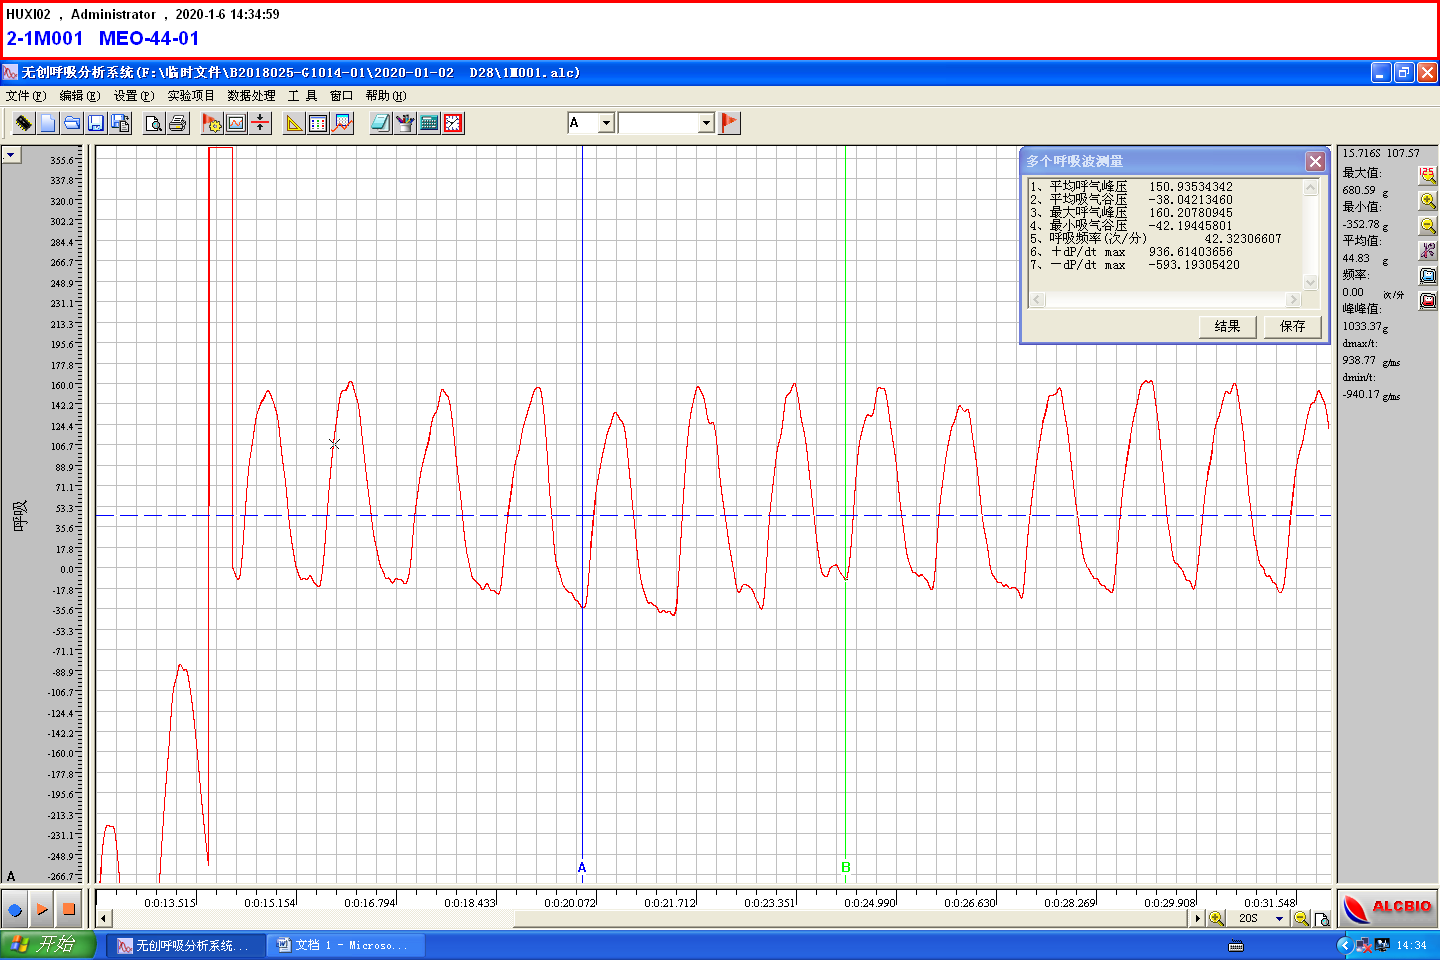 HUXI02 , Administrator , 2020-1-6 14:34:59
2-1M001 MEO-44-01
无创呼吸分析系统(F:\临时文件\B2018025-G1014-01\2020-01-02 D28\1M001.alc)
文件(F) 编辑(E) 设置(P) 实验项目 数据处理 工 具 窗口 帮助(H)
A
355.6
337.8
320.0
302.2
284.4
266.7
248.9
231.1
213.3
195.6
177.8
160.0
142.2
124.4
106.7
88.9
71.1
53.3
35.6
17.8
0.0
-17.8
-35.6
-53.3
-71.1
-88.9
-106.7
-124.4
-142.2
-160.0
-177.8
-195.6
-213.3
-231.1
-248.9
-266.7
呼吸
A
多个呼吸波测量
1、平均呼气峰压 150.93534342
2、平均吸气谷压 -38.04213460
3、最大呼气峰压 160.20780945
4、最小吸气谷压 -42.19445801
5、呼吸频率(次/分) 42.32306607
6、＋dP/dt max 936.61403656
7、－dP/dt max -593.19305420
结果 保存
15.716S 107.57
最大值:
680.59 g
最小值:
-352.78 g
平均值:
44.83 g
频率:
0.00 次/分
峰峰值:
1033.37g
dmax/t:
938.77 g/ms
dmin/t:
-940.17 g/ms
125
A B
0:0:13.515 0:0:15.154 0:0:16.794 0:0:18.433 0:0:20.072 0:0:21.712 0:0:23.351 0:0:24.990 0:0:26.630 0:0:28.269 0:0:29.908 0:0:31.548
20S
ALCBIO
开始 无创呼吸分析系统... 文档 1 - Microso... 14:34